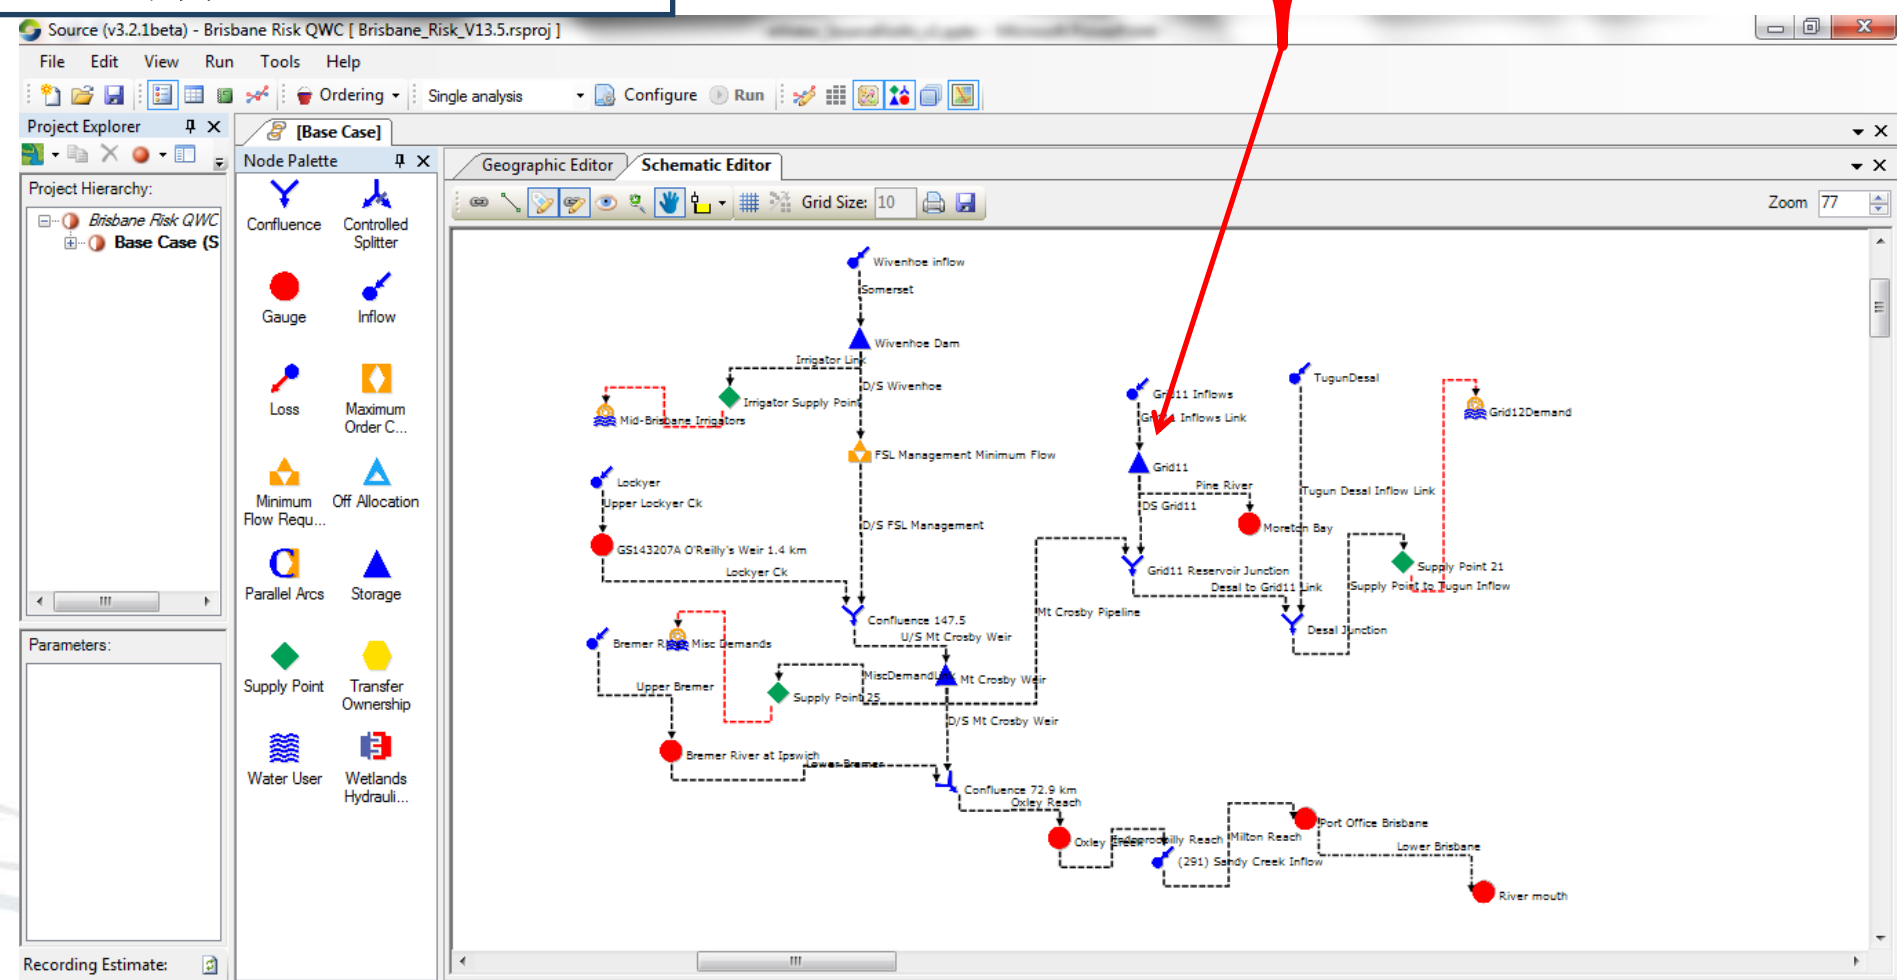 Source (v3.2.1beta) - Brisbane Risk QWC [ Brisbane_Risk_V13.5.rsproj ]
File Edit View Run Tools Help
Ordering Single analysis Configure Run
Project Explorer
[Base Case]
Node Palette
Geographic Editor Schematic Editor
Project Hierarchy:
Grid Size: 10
Zoom 77
Brisbane Risk QWC
Base Case (S
Confluence
Controlled
Splitter
Gauge
Inflow
Loss
Maximum
Order C...
Minimum
Flow Requ...
Off Allocation
Parallel Arcs
Storage
Supply Point
Transfer
Ownership
Water User
Wetlands
Hydrauli...
Parameters:
Recording Estimate:
Wivenhoe inflow
Somerset
Wivenhoe Dam
Irrigator Link
D/S Wivenhoe
Irrigator Supply Point
Mid-Brisbane Irrigators
FSL Management Minimum Flow
Lockyer
Upper Lockyer Ck
D/S FSL Management
GS143207A O'Reilly's Weir 1.4 km
Lockyer Ck
Confluence 147.5
U/S Mt Crosby Weir
Misc Demands
Upper Bremer
MiscDemandLink
Mt Crosby Weir
Supply Point 25
D/S Mt Crosby Weir
Bremer River at Ipswich
Lower Bremer
Confluence 72.9 km
Oxley Reach
Oxley Creek
Indooroopilly Reach
Milton Reach
(291) Sandy Creek Inflow
Port Office Brisbane
Lower Brisbane
River mouth
Grid11 Inflows
Grid11 Inflows Link
Grid11
Pine River
DS Grid11
Moreton Bay
Grid11 Reservoir Junction
Desal to Grid11 Link
Mt Crosby Pipeline
TugunDesal
Tugun Desal Inflow Link
Grid12Demand
Supply Point 21
Supply Point to Tugun Inflow
Desal Junction